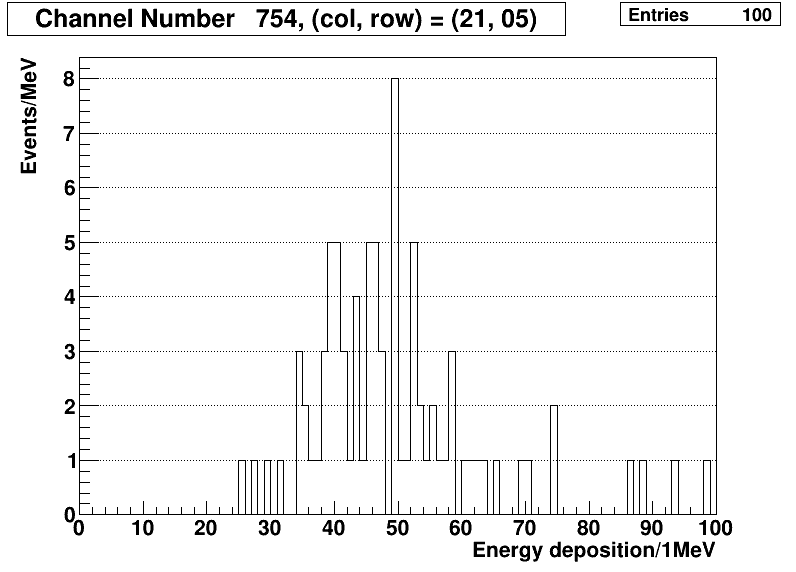 Channel Number 754, (col, row) = (21, 05)
Entries 100
Events/MeV
8
7
6
5
4
3
2
1
0
0 10 20 30 40 50 60 70 80 90 100
Energy deposition/1MeV